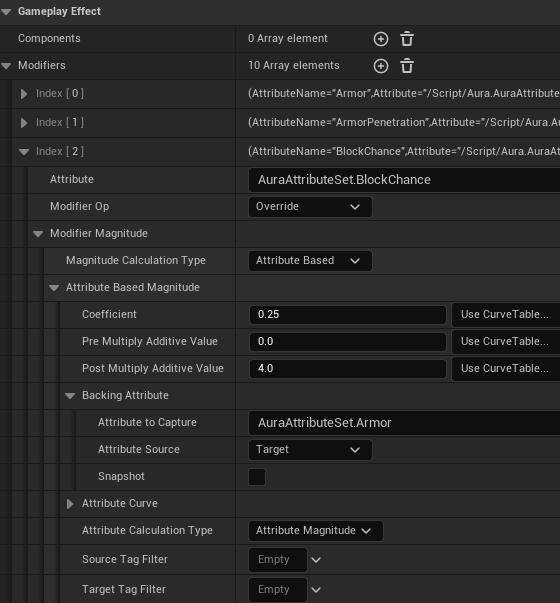 Gameplay Effect
Components 0 Array element
Modifiers 10 Array elements
Index [ 0 ] (AttributeName="Armor",Attribute="/Script/Aura.AuraAttribute
Index [ 1 ] (AttributeName="ArmorPenetration",Attribute="/Script/Aura.Au
Index [ 2 ] (AttributeName="BlockChance",Attribute="/Script/Aura.AuraAt
Attribute AuraAttributeSet.BlockChance
Modifier Op Override
Modifier Magnitude
Magnitude Calculation Type Attribute Based
Attribute Based Magnitude
Coefficient 0.25 Use CurveTable...
Pre Multiply Additive Value 0.0 Use CurveTable...
Post Multiply Additive Value 4.0 Use CurveTable...
Backing Attribute
Attribute to Capture AuraAttributeSet.Armor
Attribute Source Target
Snapshot
Attribute Curve
Attribute Calculation Type Attribute Magnitude
Source Tag Filter Empty
Target Tag Filter Empty